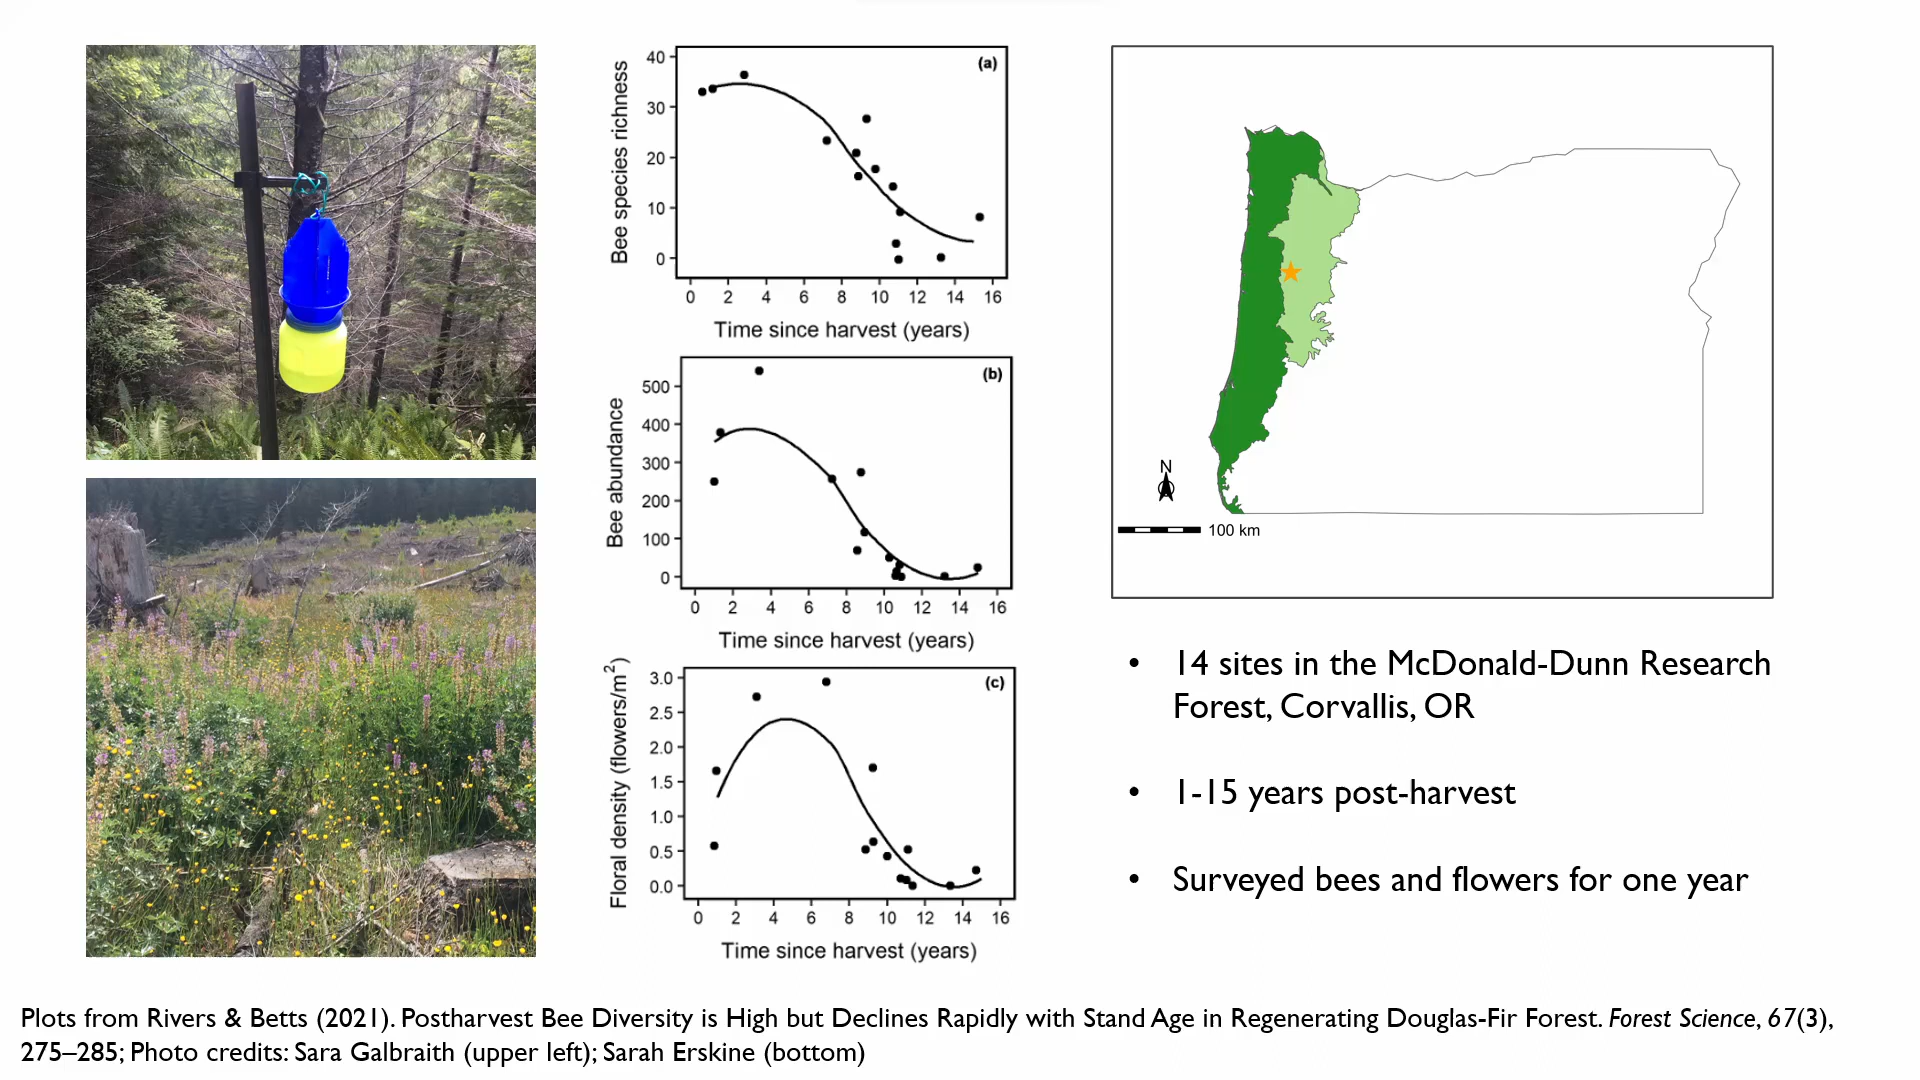 (a)
Bee species richness
40
30
20
10
0
0 2 4 6 8 10 12 14 16
Time since harvest (years)
(b)
Bee abundance
500
400
300
200
100
0
0 2 4 6 8 10 12 14 16
Time since harvest (years)
(c)
Floral density (flowers/m²)
3.0
2.5
2.0
1.5
1.0
0.5
0.0
0 2 4 6 8 10 12 14 16
Time since harvest (years)
N
100 km
• 14 sites in the McDonald-Dunn Research
Forest, Corvallis, OR
• 1-15 years post-harvest
• Surveyed bees and flowers for one year
Plots from Rivers & Betts (2021). Postharvest Bee Diversity is High but Declines Rapidly with Stand Age in Regenerating Douglas-Fir Forest. Forest Science, 67(3),
275–285; Photo credits: Sara Galbraith (upper left); Sarah Erskine (bottom)